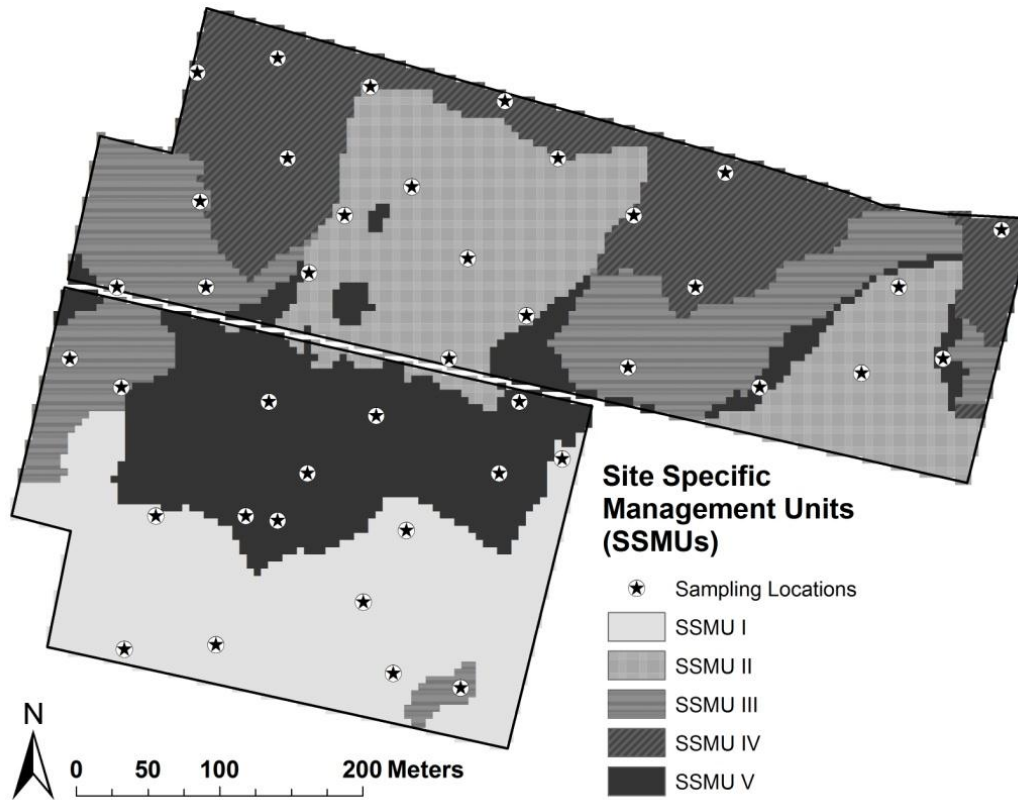 Site Specific
Management Units
(SSMUs)
Sampling Locations
SSMU I
SSMU II
SSMU III
SSMU IV
SSMU V
N
0 50 100 200 Meters